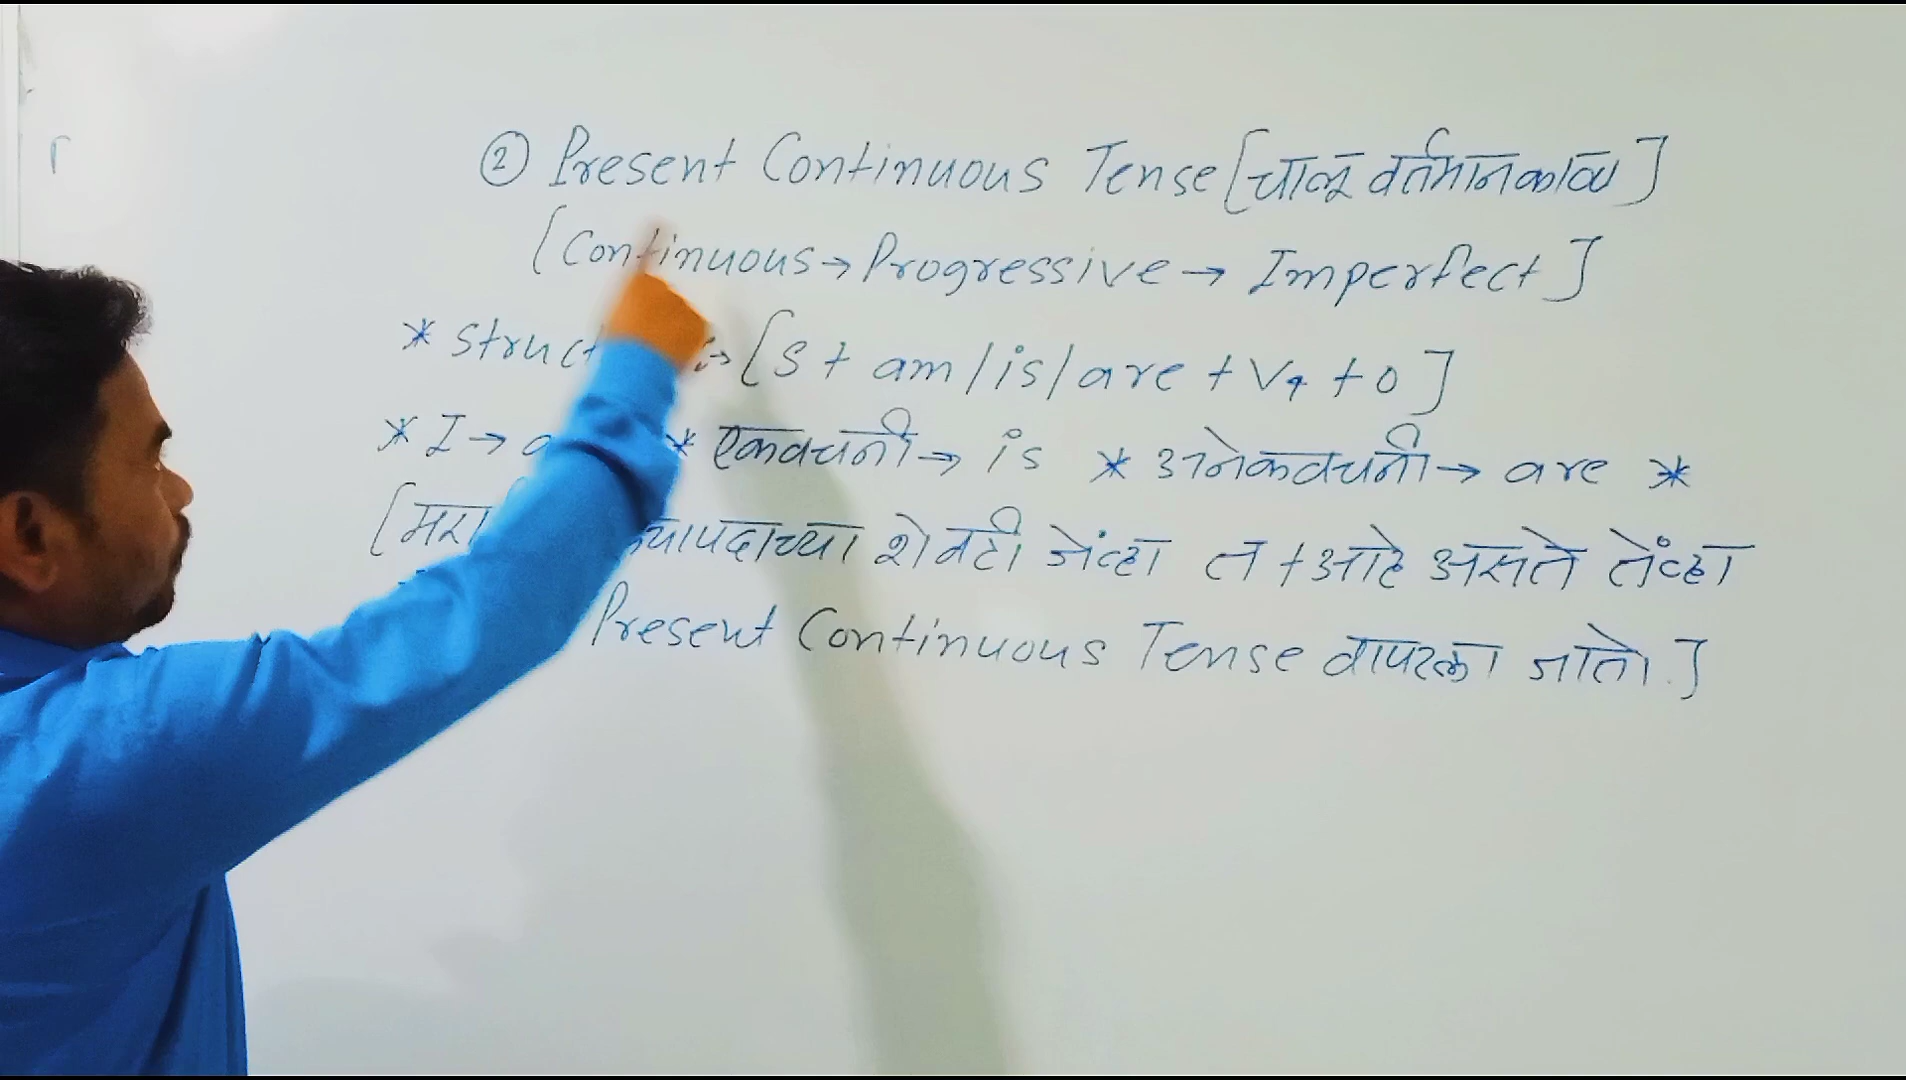 ② Present Continuous Tense [चालू वर्तमानकाळ]
[Continuous → Progressive → Imperfect]
* struct → [S + am/is/are + V4 + O]
* I → * एकवचनी → is * अनेकवचनी → are *
[मरा यापदाच्या शेवटी जेंव्हा त + आहे असते तेंव्हा
Present Continuous Tense वापरला जातो.]